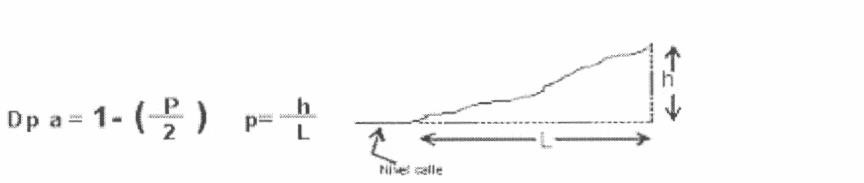 Dp a = 1 - ( P / 2 )   p = h / L
h
L
Nivel calle